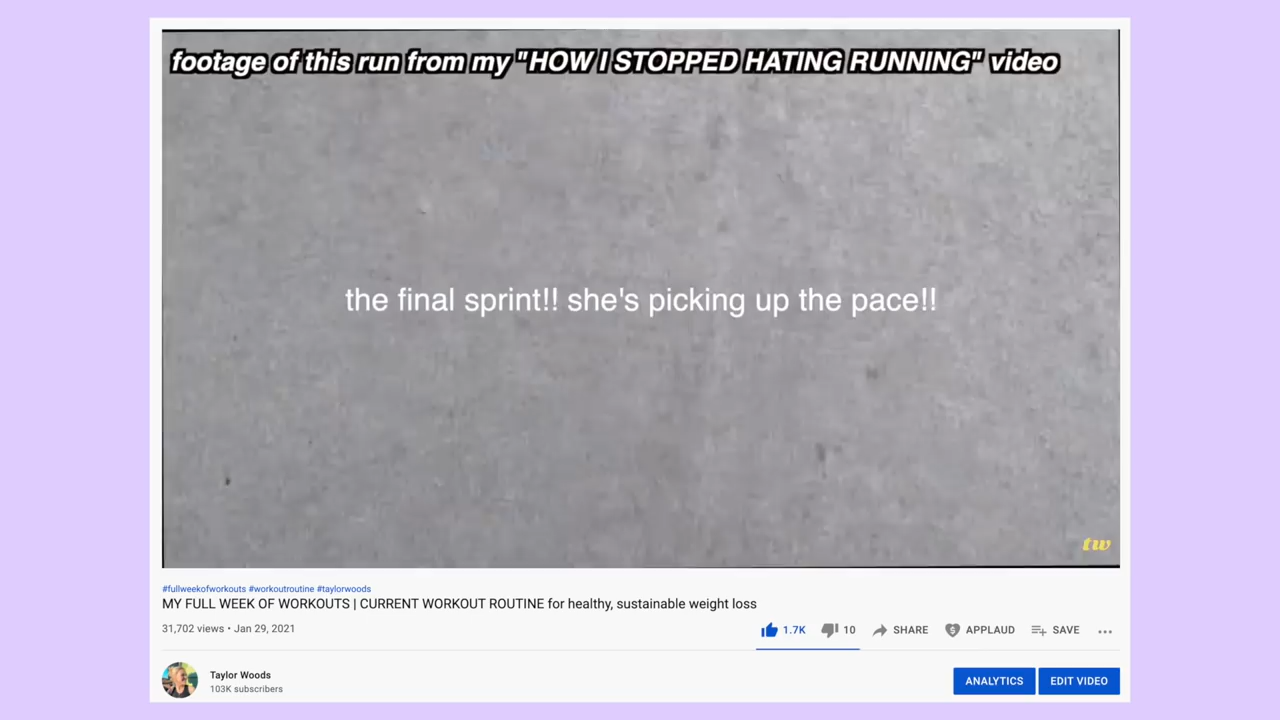 footage of this run from my "HOW I STOPPED HATING RUNNING" video
the final sprint!! she's picking up the pace!!
tw
#fullweekofworkouts #workoutroutine #taylorwoods
MY FULL WEEK OF WORKOUTS | CURRENT WORKOUT ROUTINE for healthy, sustainable weight loss
31,702 views • Jan 29, 2021
1.7K 10 SHARE APPLAUD SAVE
Taylor Woods
103K subscribers
ANALYTICS EDIT VIDEO